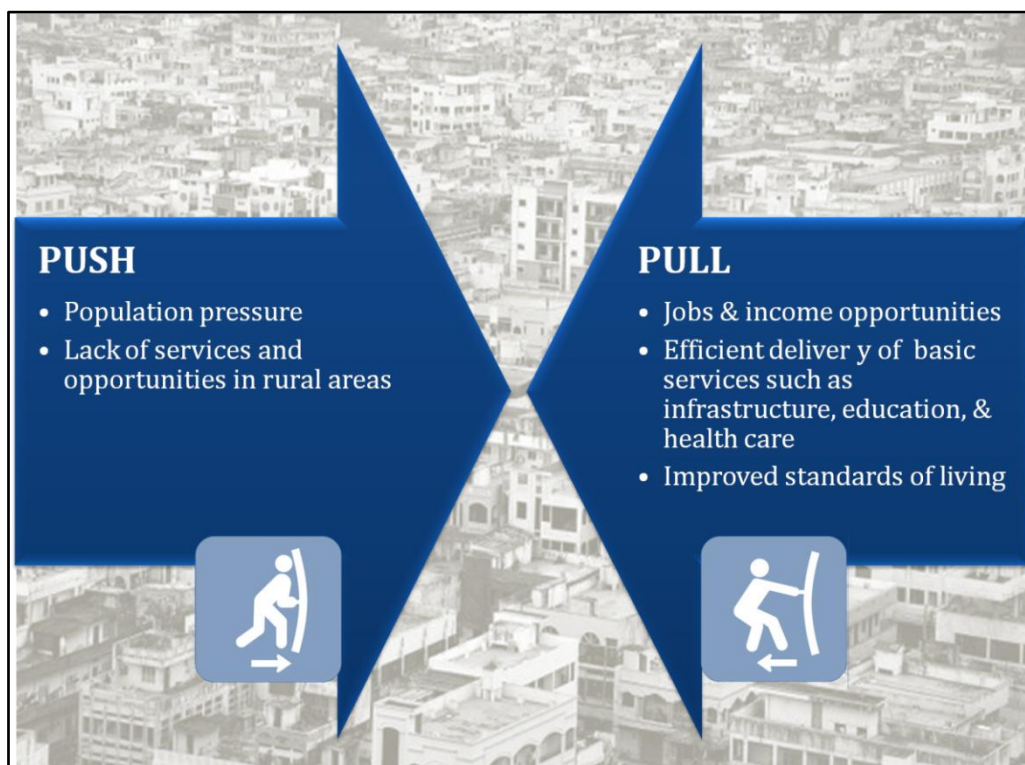 PUSH
• Population pressure
• Lack of services and
opportunities in rural areas
PULL
• Jobs & income opportunities
• Efficient deliver y of basic
services such as
infrastructure, education, &
health care
• Improved standards of living